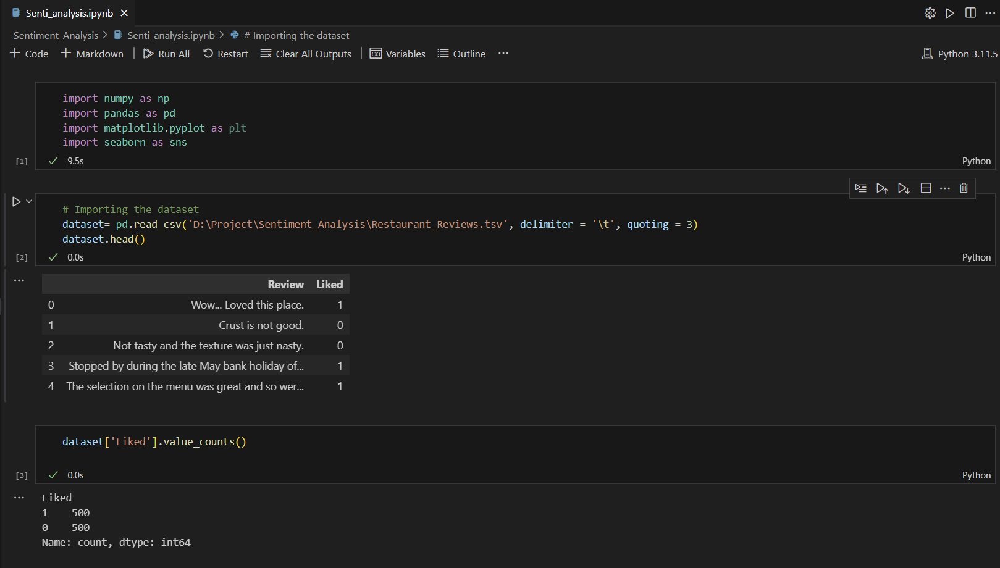 Senti_analysis.ipynb
Sentiment_Analysis > Senti_analysis.ipynb > # Importing the dataset
+ Code + Markdown | Run All Restart Clear All Outputs | Variables Outline ... Python 3.11.5
import numpy as np
import pandas as pd
import matplotlib.pyplot as plt
import seaborn as sns
[1] ✓ 9.5s Python
# Importing the dataset
dataset= pd.read_csv('D:\Project\Sentiment_Analysis\Restaurant_Reviews.tsv', delimiter = '\t', quoting = 3)
dataset.head()
[2] ✓ 0.0s Python
Review Liked
0 Wow... Loved this place. 1
1 Crust is not good. 0
2 Not tasty and the texture was just nasty. 0
3 Stopped by during the late May bank holiday of... 1
4 The selection on the menu was great and so wer... 1
dataset['Liked'].value_counts()
[3] ✓ 0.0s Python
Liked
1 500
0 500
Name: count, dtype: int64